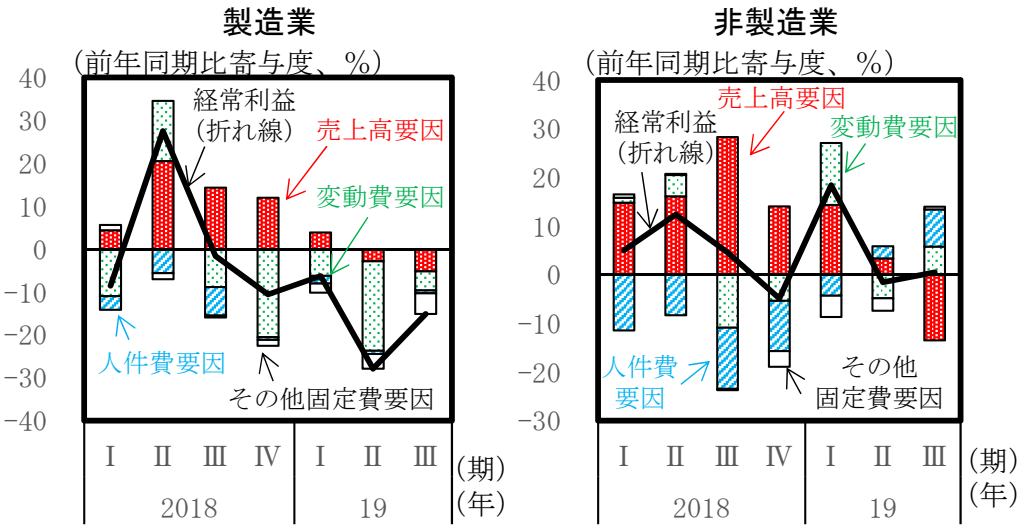 製造業
(前年同期比寄与度、%)
40
30
20
10
0
-10
-20
-30
-40
経常利益
(折れ線)
売上高要因
変動費要因
人件費要因
その他固定費要因
Ⅰ Ⅱ Ⅲ Ⅳ Ⅰ Ⅱ Ⅲ (期)
2018 19 (年)
非製造業
(前年同期比寄与度、%)
40
30
20
10
0
-10
-20
-30
経常利益
(折れ線)
売上高要因
変動費要因
人件費
要因
その他
固定費要因
Ⅰ Ⅱ Ⅲ Ⅳ Ⅰ Ⅱ Ⅲ (期)
2018 19 (年)